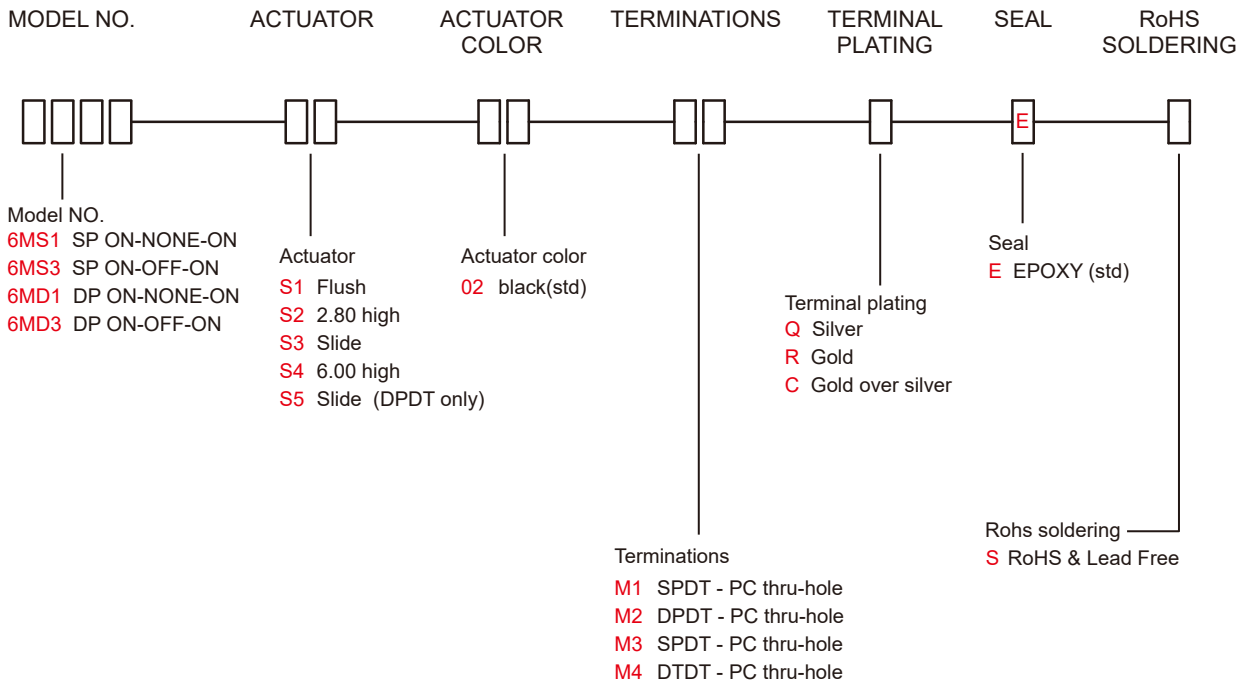 MODEL NO.
ACTUATOR
ACTUATOR
COLOR
TERMINATIONS
TERMINAL
PLATING
SEAL
RoHS
SOLDERING
E
Model NO.
6MS1 SP ON-NONE-ON
6MS3 SP ON-OFF-ON
6MD1 DP ON-NONE-ON
6MD3 DP ON-OFF-ON
Actuator
S1 Flush
S2 2.80 high
S3 Slide
S4 6.00 high
S5 Slide (DPDT only)
Actuator color
02 black(std)
Terminations
M1 SPDT - PC thru-hole
M2 DPDT - PC thru-hole
M3 SPDT - PC thru-hole
M4 DTDT - PC thru-hole
Terminal plating
Q Silver
R Gold
C Gold over silver
Seal
E EPOXY (std)
Rohs soldering
S RoHS & Lead Free